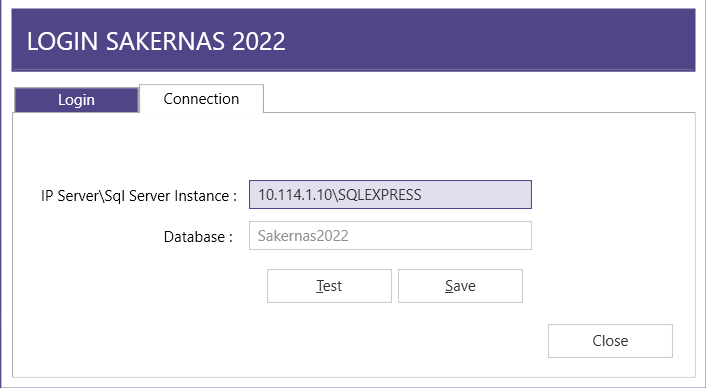 LOGIN SAKERNAS 2022
Login
Connection
IP Server\Sql Server Instance :
10.114.1.10\SQLEXPRESS
Database :
Sakernas2022
Test
Save
Close